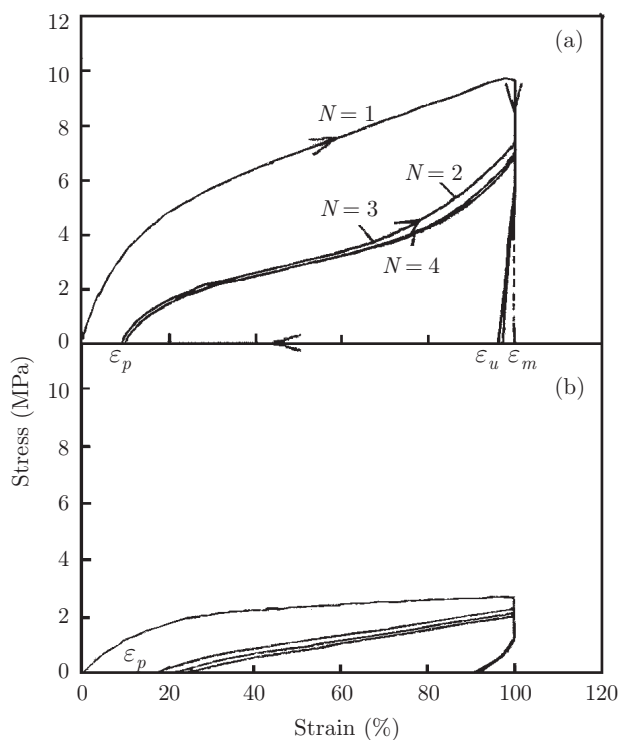 12
(a)
10
N = 1
8
N = 2
6
N = 3
4
N = 4
2
0
ε_p
ε_u ε_m
Stress (MPa)
(b)
10
8
6
4
2
ε_p
0
0 20 40 60 80 100 120
Strain (%)